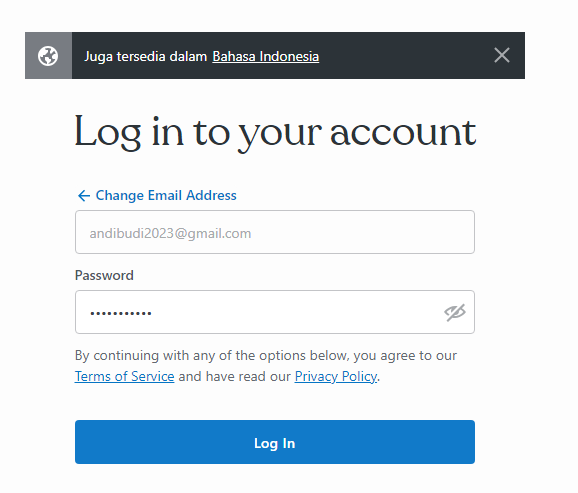 Juga tersedia dalam Bahasa Indonesia
Log in to your account
← Change Email Address
andibudi2023@gmail.com
Password
•••••••••••
By continuing with any of the options below, you agree to our
Terms of Service and have read our Privacy Policy.
Log In